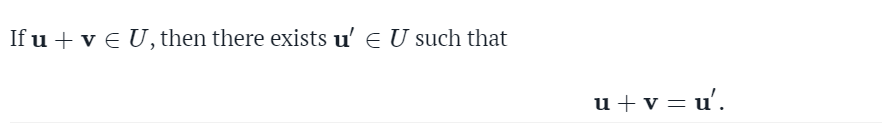 If u + v ∈ U, then there exists u′ ∈ U such that
u + v = u′.